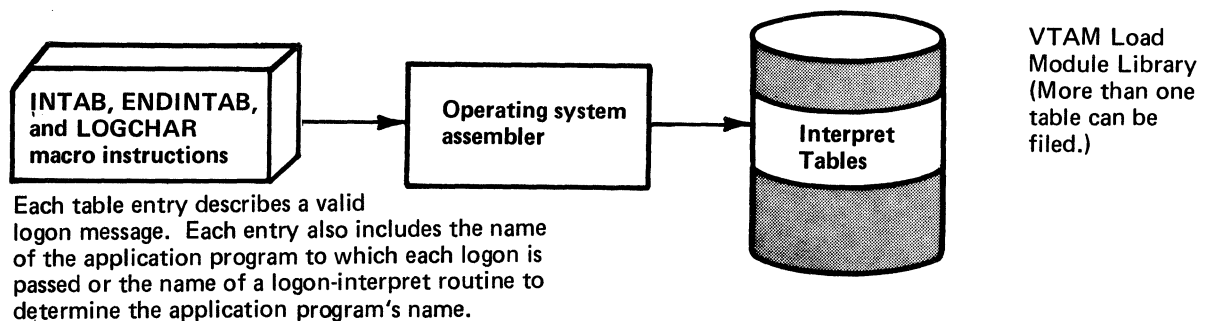 INTAB, ENDINTAB,
and LOGCHAR
macro instructions
Operating system
assembler
Interpret
Tables
VTAM Load
Module Library
(More than one
table can be
filed.)
Each table entry describes a valid
logon message. Each entry also includes the name
of the application program to which each logon is
passed or the name of a logon-interpret routine to
determine the application program's name.